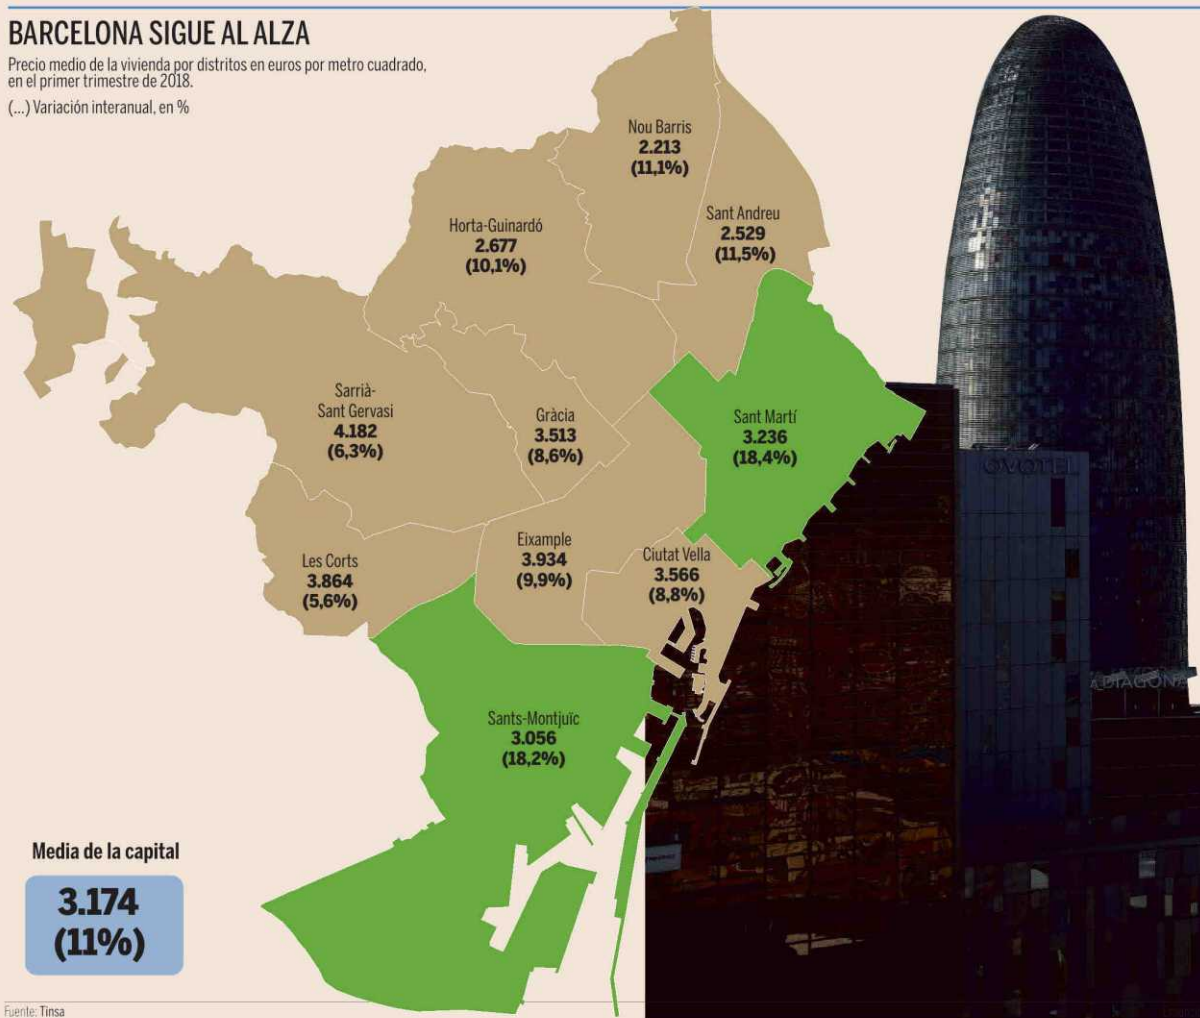 BARCELONA SIGUE AL ALZA
Precio medio de la vivienda por distritos en euros por metro cuadrado,
en el primer trimestre de 2018.
(...) Variación interanual, en %
Nou Barris
2.213
(11,1%)
Sant Andreu
2.529
(11,5%)
Horta-Guinardó
2.677
(10,1%)
Sarrià-
Sant Gervasi
4.182
(6,3%)
Gràcia
3.513
(8,6%)
Sant Martí
3.236
(18,4%)
Les Corts
3.864
(5,6%)
Eixample
3.934
(9,9%)
Ciutat Vella
3.566
(8,8%)
Sants-Montjuïc
3.056
(18,2%)
OVOTEL
DIAGONA
Media de la capital
3.174
(11%)
Fuente: Tinsa